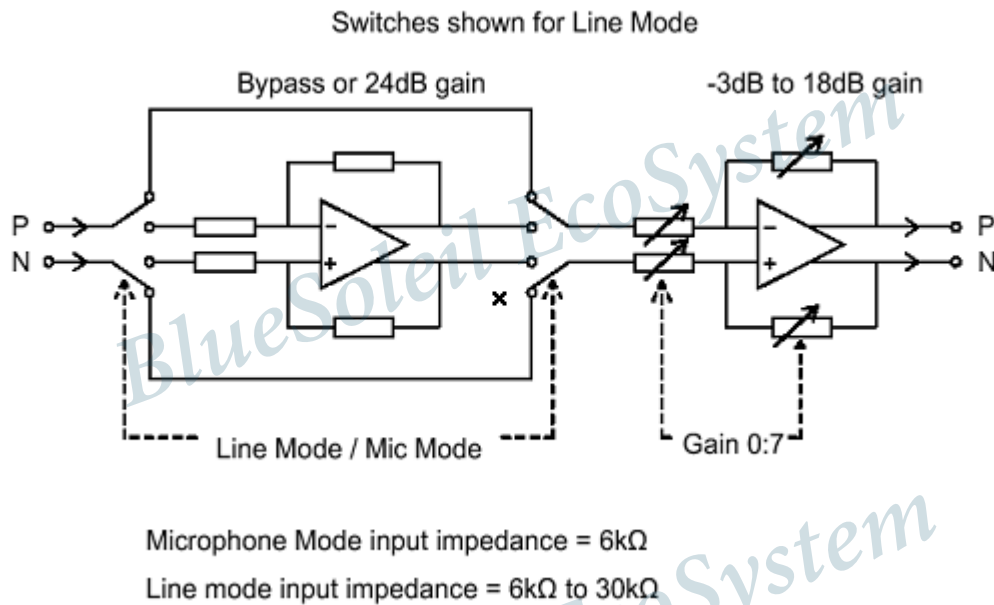 Switches shown for Line Mode
Bypass or 24dB gain
-3dB to 18dB gain
P
N
−
+
−
+
P
N
×
Line Mode / Mic Mode
Gain 0:7
Microphone Mode input impedance = 6kΩ
Line mode input impedance = 6kΩ to 30kΩ
BlueSoleil EcoSystem
EcoSystem